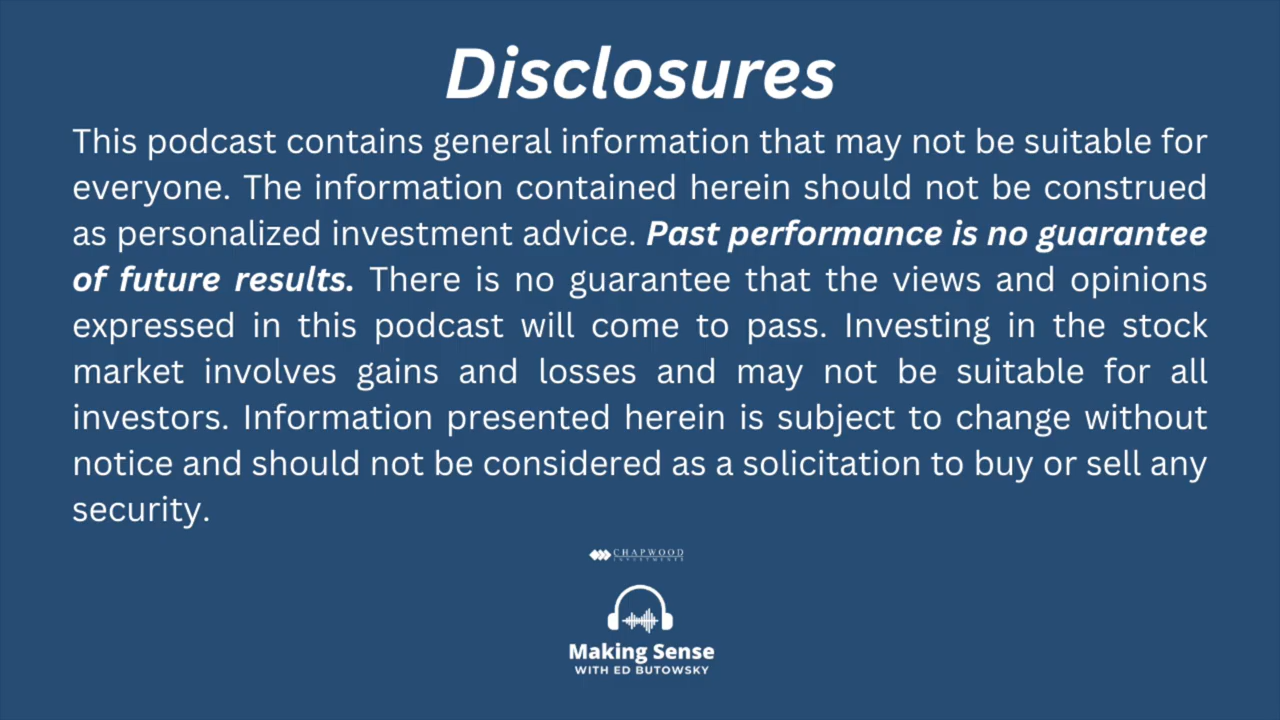 Disclosures
This podcast contains general information that may not be suitable for
everyone. The information contained herein should not be construed
as personalized investment advice. Past performance is no guarantee
of future results. There is no guarantee that the views and opinions
expressed in this podcast will come to pass. Investing in the stock
market involves gains and losses and may not be suitable for all
investors. Information presented herein is subject to change without
notice and should not be considered as a solicitation to buy or sell any
security.
CHAPWOOD
INVESTMENTS
Making Sense
WITH ED BUTOWSKY